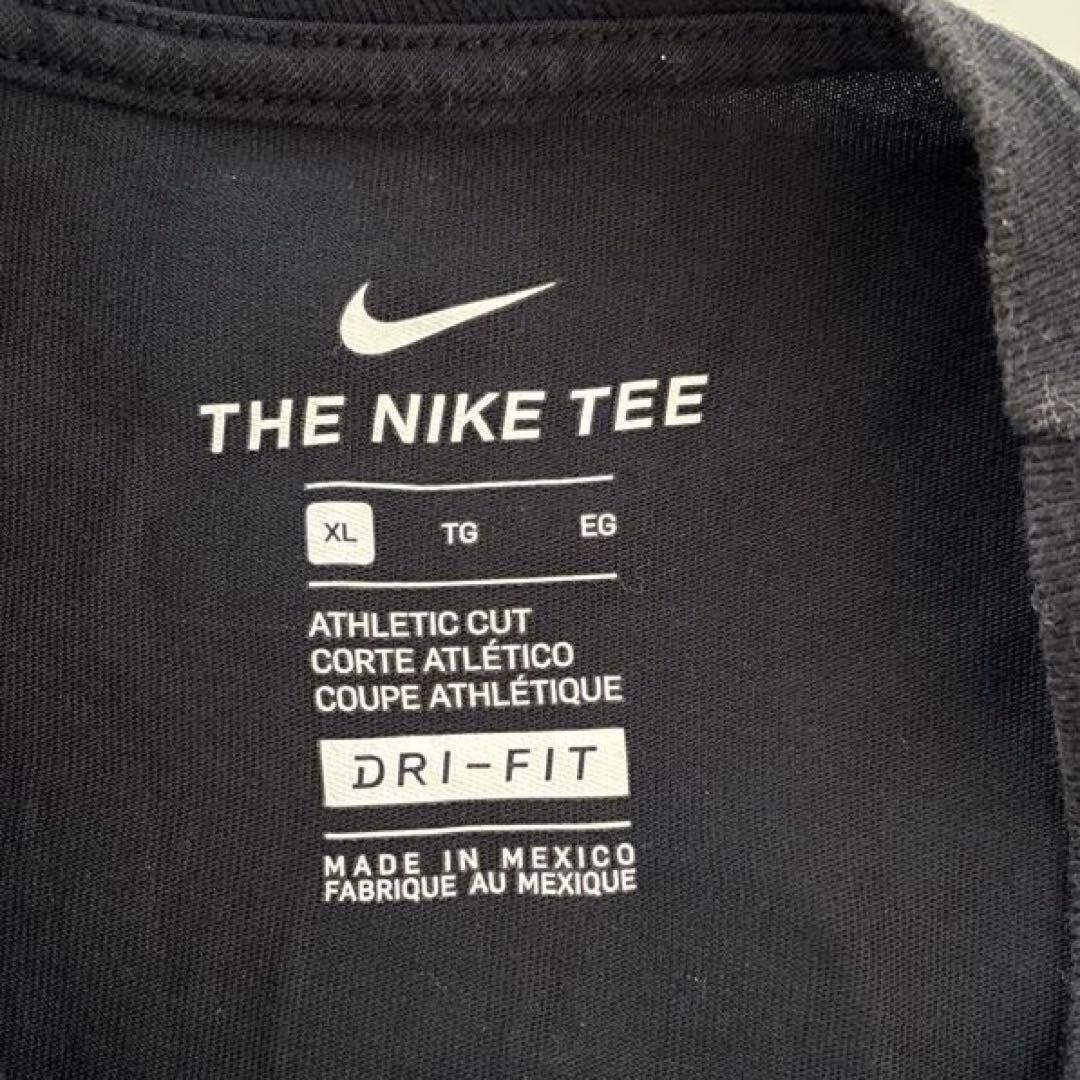 THE NIKE TEE
XL TG EG
ATHLETIC CUT
CORTE ATLÉTICO
COUPE ATHLÉTIQUE
DRI-FIT
MADE IN MEXICO
FABRIQUE AU MEXIQUE